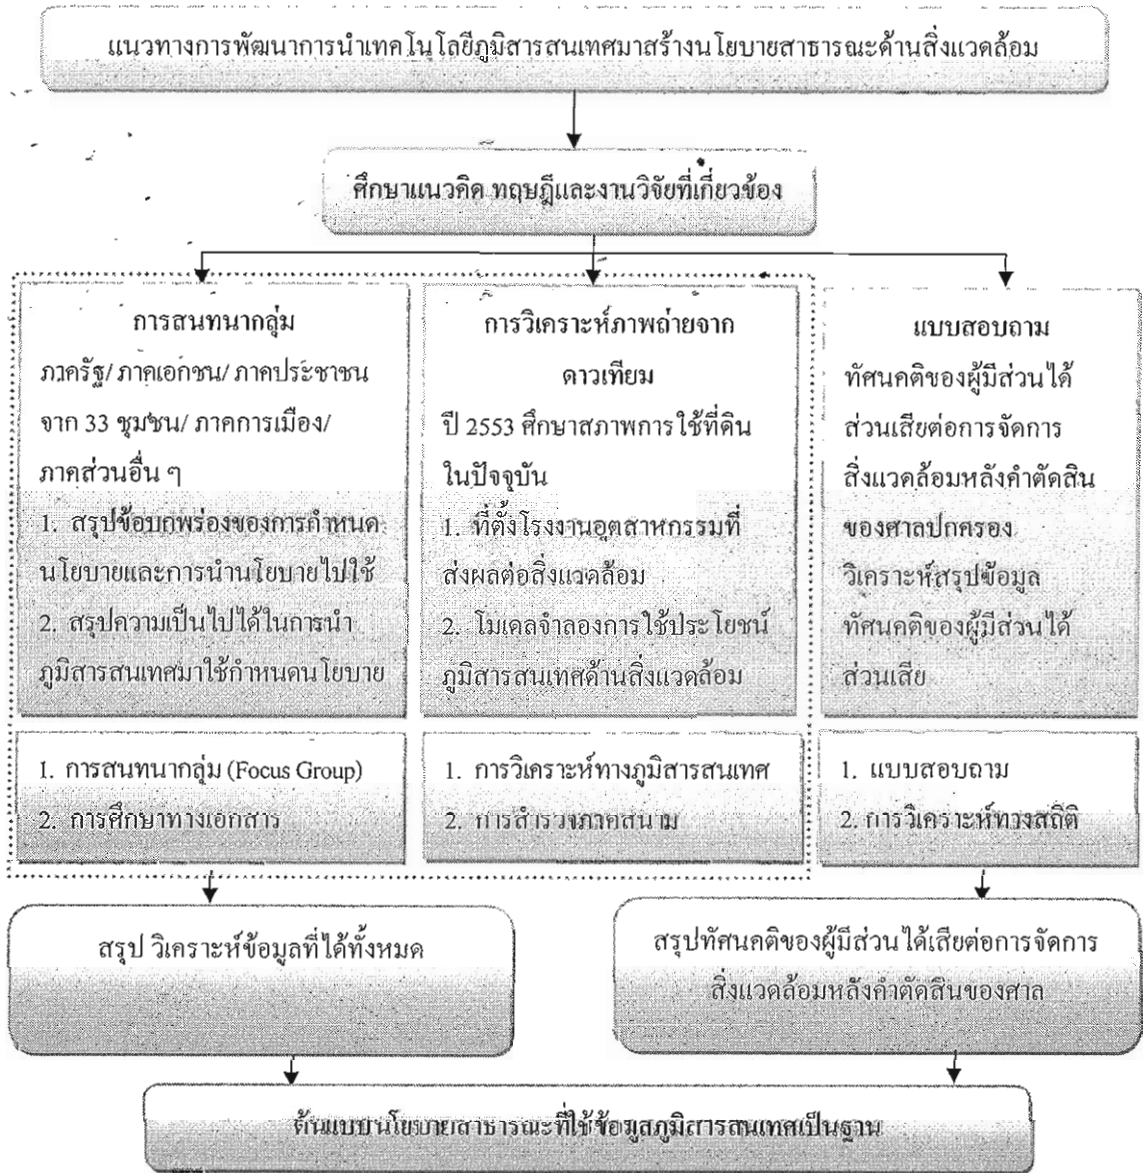 แนวทางการพัฒนาการนำเทคโนโลยีภูมิสารสนเทศมาสร้างนโยบายสาธารณะด้านสิ่งแวดล้อม
ศึกษาแนวคิด ทฤษฎีและงานวิจัยที่เกี่ยวข้อง
การสนทนากลุ่ม
ภาครัฐ/ ภาคเอกชน/ ภาคประชาชน
จาก 33 ชุมชน/ ภาคการเมือง/
ภาคส่วนอื่น ๆ
1. สรุปข้อบกพร่องของการกำหนด
นโยบายและการนำนโยบายไปใช้
2. สรุปความเป็นไปได้ในการนำ
ภูมิสารสนเทศมาใช้กำหนดนโยบาย
1. การสนทนากลุ่ม (Focus Group)
2. การศึกษาทางเอกสาร
การวิเคราะห์ภาพถ่ายจาก
ดาวเทียม
ปี 2553 ศึกษาสภาพการใช้ที่ดิน
ในปัจจุบัน
1. ที่ตั้งโรงงานอุตสาหกรรมที่
ส่งผลต่อสิ่งแวดล้อม
2. โมเดลจำลองการใช้ประโยชน์
ภูมิสารสนเทศด้านสิ่งแวดล้อม
1. การวิเคราะห์ทางภูมิสารสนเทศ
2. การสำรวจภาคสนาม
แบบสอบถาม
ทัศนคติของผู้มีส่วนได้
ส่วนเสียต่อการจัดการ
สิ่งแวดล้อมหลังคำตัดสิน
ของศาลปกครอง
วิเคราะห์สรุปข้อมูล
ทัศนคติของผู้มีส่วนได้
ส่วนเสีย
1. แบบสอบถาม
2. การวิเคราะห์ทางสถิติ
สรุป วิเคราะห์ข้อมูลที่ได้ทั้งหมด
สรุปทัศนคติของผู้มีส่วนได้เสียต่อการจัดการ
สิ่งแวดล้อมหลังคำตัดสินของศาล
ต้นแบบนโยบายสาธารณะที่ใช้ข้อมูลภูมิสารสนเทศเป็นฐาน